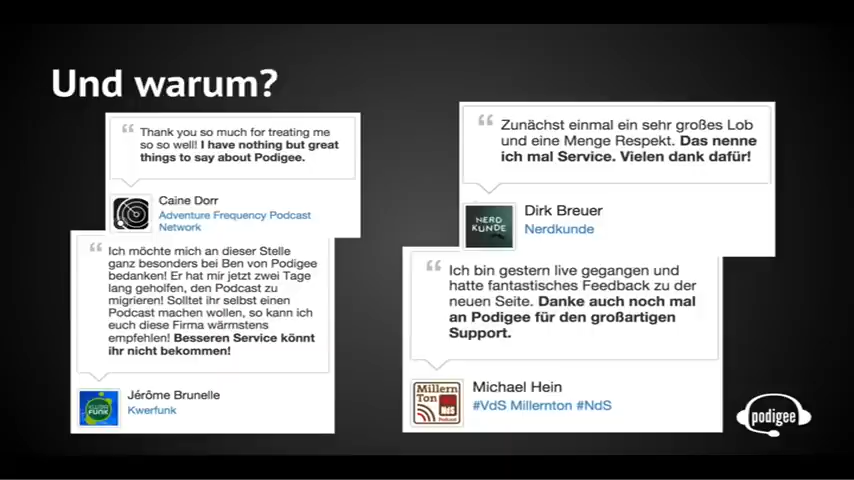 Und warum?
Thank you so much for treating me
so so well! I have nothing but great
things to say about Podigee.
Caine Dorr
Adventure Frequency Podcast
Network
Ich möchte mich an dieser Stelle
ganz besonders bei Ben von Podigee
bedanken! Er hat mir jetzt zwei Tage
lang geholfen, den Podcast zu
migrieren! Solltet ihr selbst einen
Podcast machen wollen, so kann ich
euch diese Firma wärmstens
empfehlen! Besseren Service könnt
ihr nicht bekommen!
KWER
FUNK
Jérôme Brunelle
Kwerfunk
Zunächst einmal ein sehr großes Lob
und eine Menge Respekt. Das nenne
ich mal Service. Vielen dank dafür!
NERD
KUNDE
Dirk Breuer
Nerdkunde
Ich bin gestern live gegangen und
hatte fantastisches Feedback zu der
neuen Seite. Danke auch noch mal
an Podigee für den großartigen
Support.
Millern
Ton
NdS
Podcast
Michael Hein
#VdS Millernton #NdS
podigee